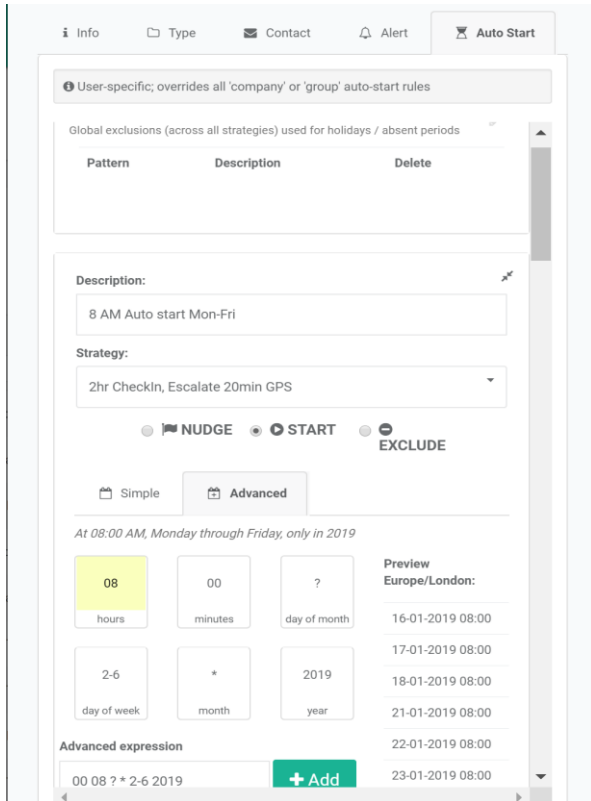 Info
Type
Contact
Alert
Auto Start
User-specific; overrides all 'company' or 'group' auto-start rules
Global exclusions (across all strategies) used for holidays / absent periods
Pattern Description Delete
Description:
8 AM Auto start Mon-Fri
Strategy:
2hr CheckIn, Escalate 20min GPS
NUDGE
START
EXCLUDE
Simple
Advanced
At 08:00 AM, Monday through Friday, only in 2019
08
hours
00
minutes
?
day of month
2-6
day of week
*
month
2019
year
Preview
Europe/London:
16-01-2019 08:00
17-01-2019 08:00
18-01-2019 08:00
21-01-2019 08:00
22-01-2019 08:00
23-01-2019 08:00
Advanced expression
00 08 ? * 2-6 2019
+ Add